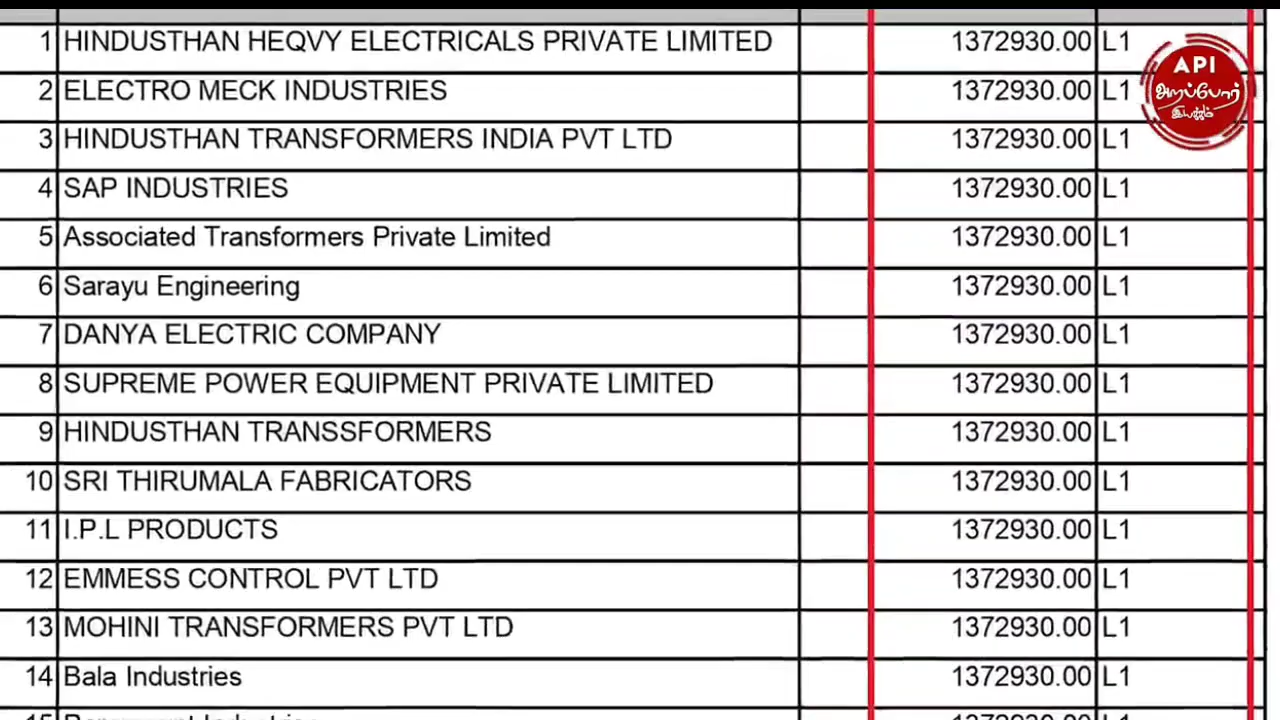 1 HINDUSTHAN HEQVY ELECTRICALS PRIVATE LIMITED 1372930.00 L1
2 ELECTRO MECK INDUSTRIES 1372930.00 L1
3 HINDUSTHAN TRANSFORMERS INDIA PVT LTD 1372930.00 L1
4 SAP INDUSTRIES 1372930.00 L1
5 Associated Transformers Private Limited 1372930.00 L1
6 Sarayu Engineering 1372930.00 L1
7 DANYA ELECTRIC COMPANY 1372930.00 L1
8 SUPREME POWER EQUIPMENT PRIVATE LIMITED 1372930.00 L1
9 HINDUSTHAN TRANSSFORMERS 1372930.00 L1
10 SRI THIRUMALA FABRICATORS 1372930.00 L1
11 I.P.L PRODUCTS 1372930.00 L1
12 EMMESS CONTROL PVT LTD 1372930.00 L1
13 MOHINI TRANSFORMERS PVT LTD 1372930.00 L1
14 Bala Industries 1372930.00 L1
API
அறப்போர்
இயக்கம்